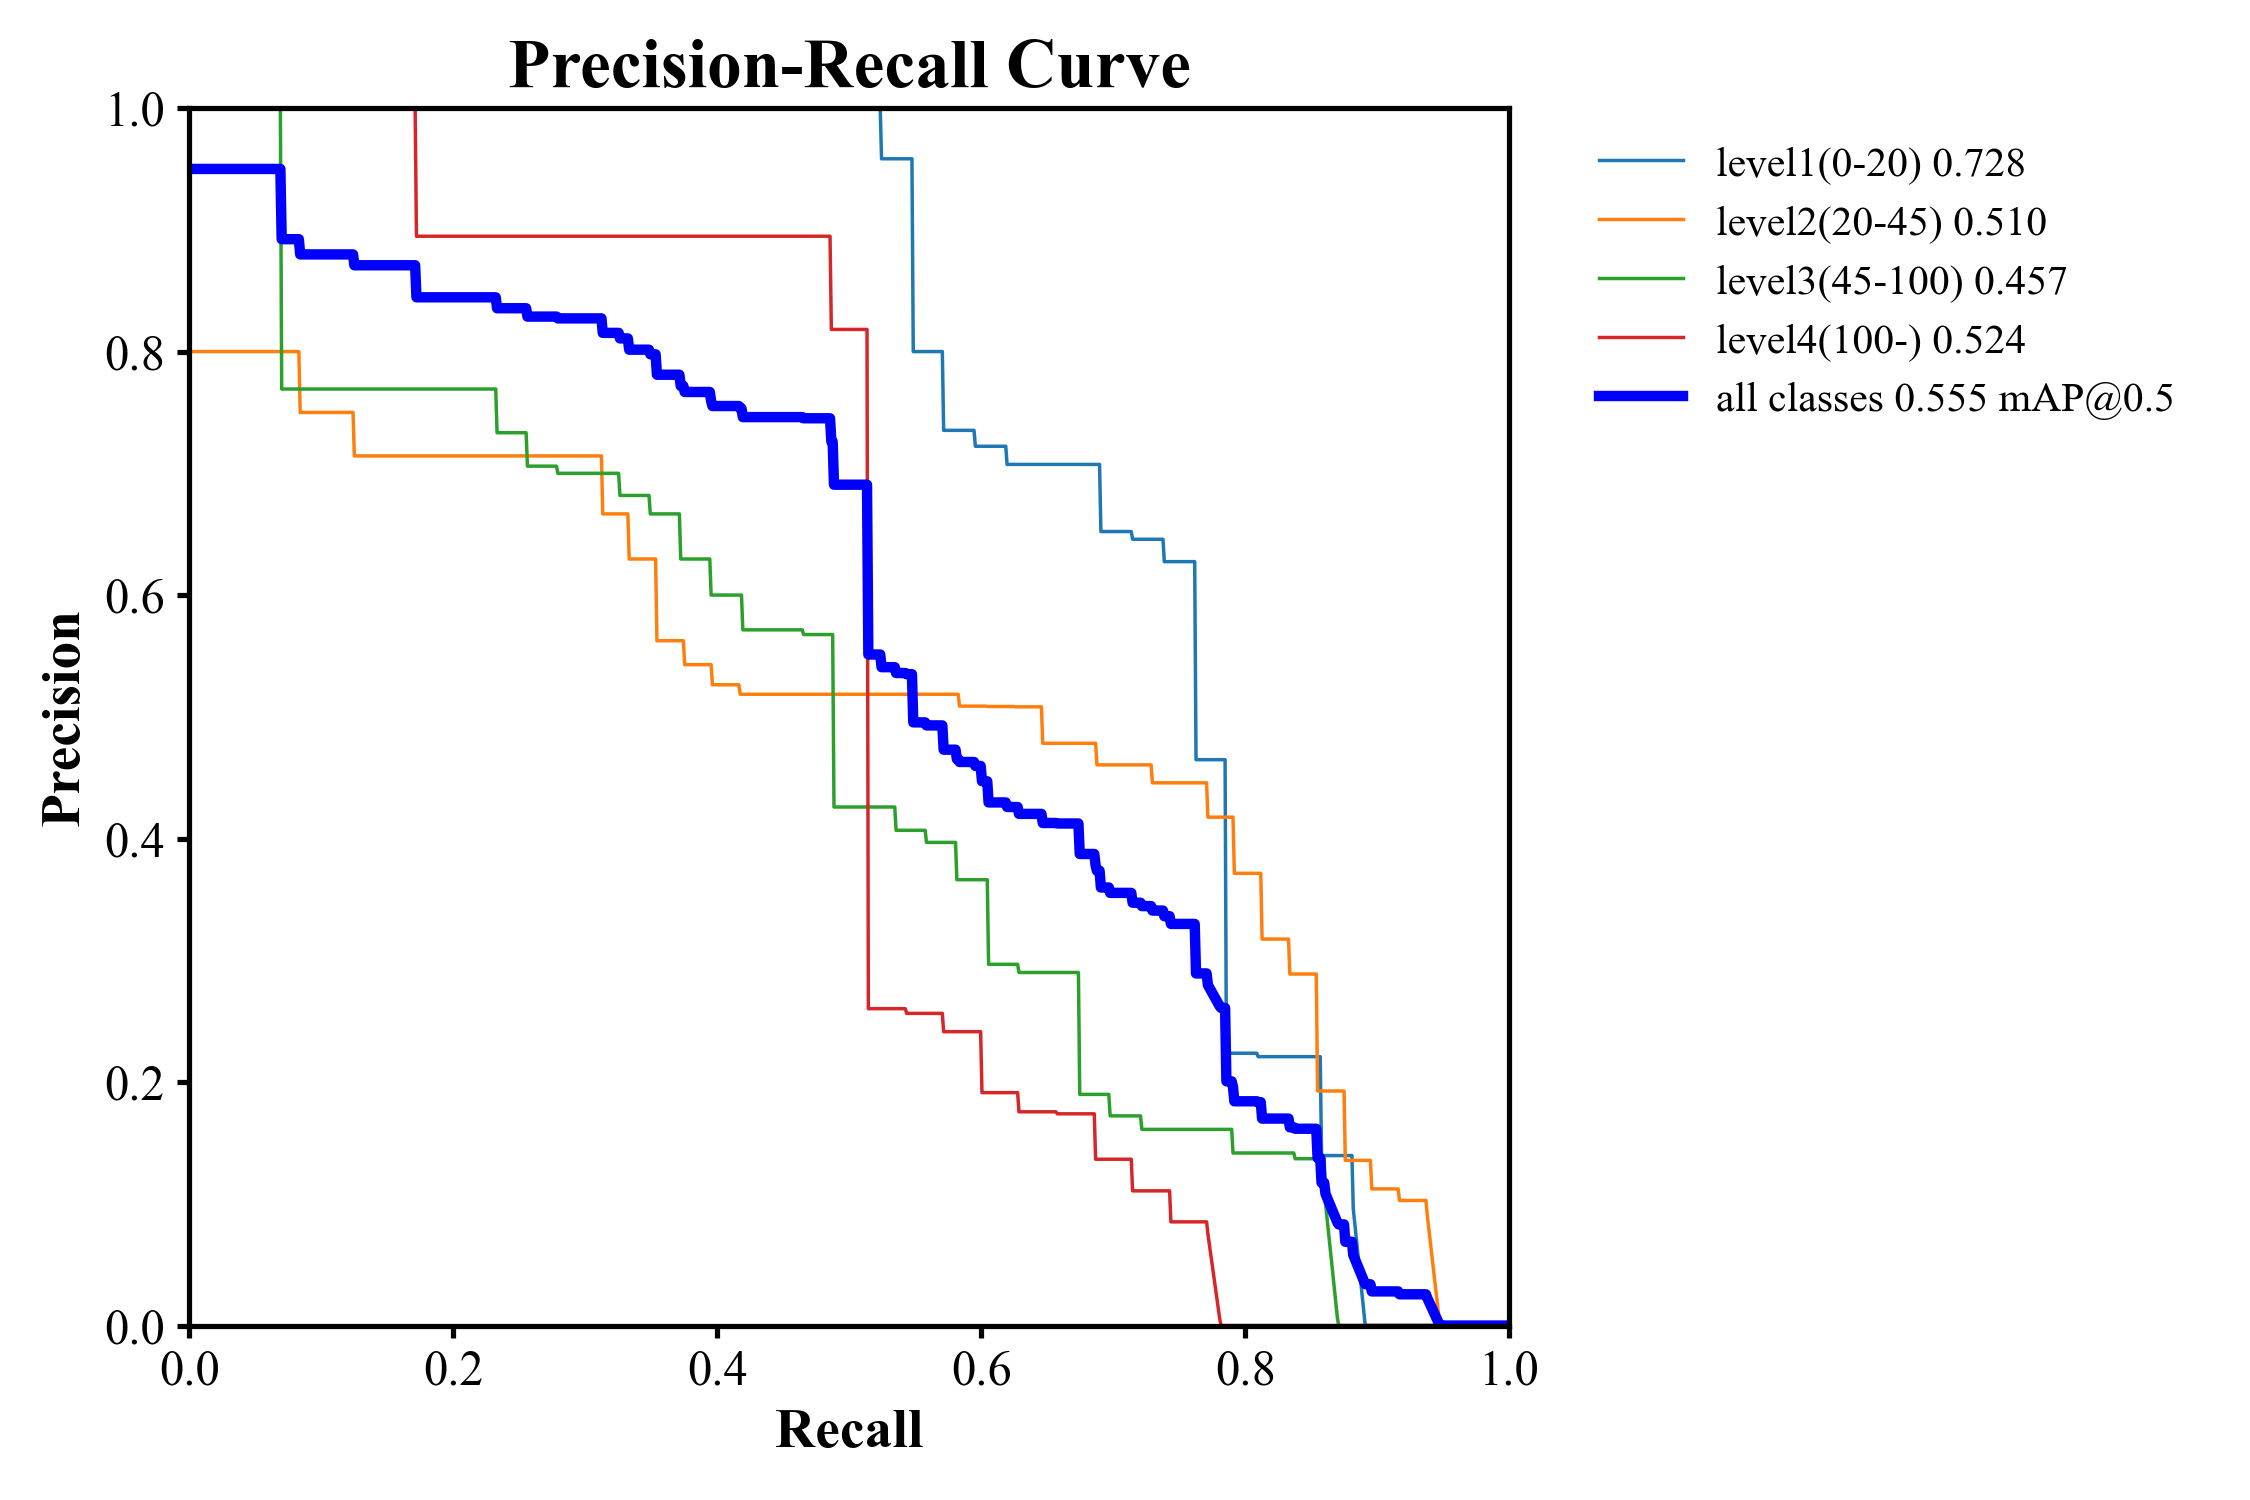 Precision-Recall Curve
1.0
0.8
0.6
0.4
0.2
0.0
Precision
0.0 0.2 0.4 0.6 0.8 1.0
Recall
level1(0-20) 0.728
level2(20-45) 0.510
level3(45-100) 0.457
level4(100-) 0.524
all classes 0.555 mAP@0.5